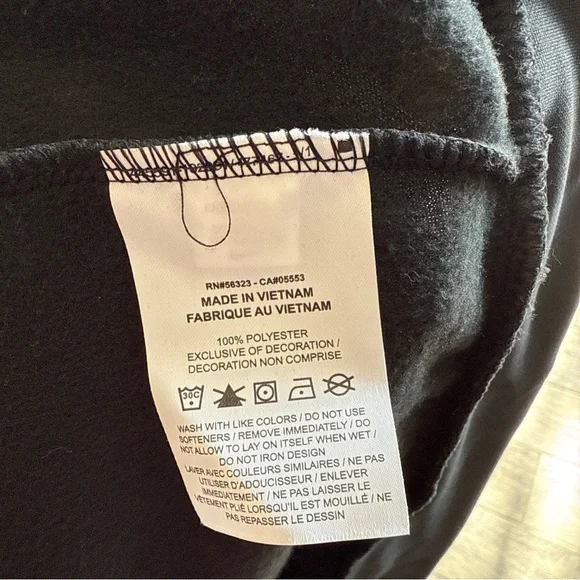 RN#56323 - CA#05553
MADE IN VIETNAM
FABRIQUE AU VIETNAM
100% POLYESTER
EXCLUSIVE OF DECORATION /
DECORATION NON COMPRISE
30C
WASH WITH LIKE COLORS / DO NOT USE
SOFTENERS / REMOVE IMMEDIATELY / DO
NOT ALLOW TO LAY ON ITSELF WHEN WET /
DO NOT IRON DESIGN
LAVER AVEC COULEURS SIMILAIRES / NE PAS
UTILISER D'ADOUCISSEUR / ENLEVER
IMMEDIATEMENT / NE PAS LAISSER LE
VÊTEMENT PLIÉ LORSQU'IL EST MOUILLÉ / NE
PAS REPASSER LE DESSIN